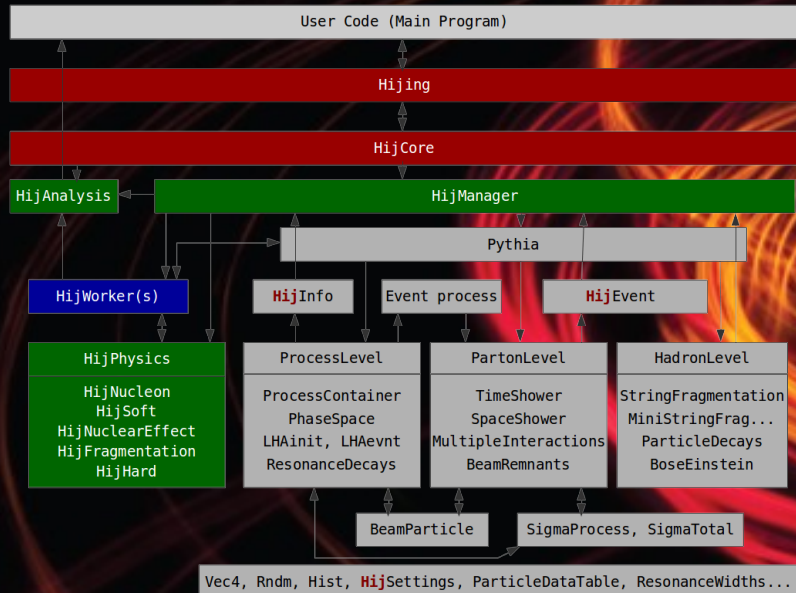 User Code (Main Program)
Hijing
HijCore
HijAnalysis
HijManager
Pythia
HijWorker(s)
HijInfo
Event process
HijEvent
HijPhysics
HijNucleon
HijSoft
HijNuclearEffect
HijFragmentation
HijHard
ProcessLevel
ProcessContainer
PhaseSpace
LHAinit, LHAevnt
ResonanceDecays
PartonLevel
TimeShower
SpaceShower
MultipleInteractions
BeamRemnants
HadronLevel
StringFragmentation
MiniStringFrag...
ParticleDecays
BoseEinstein
BeamParticle
SigmaProcess, SigmaTotal
Vec4, Rndm, Hist, HijSettings, ParticleDataTable, ResonanceWidths...